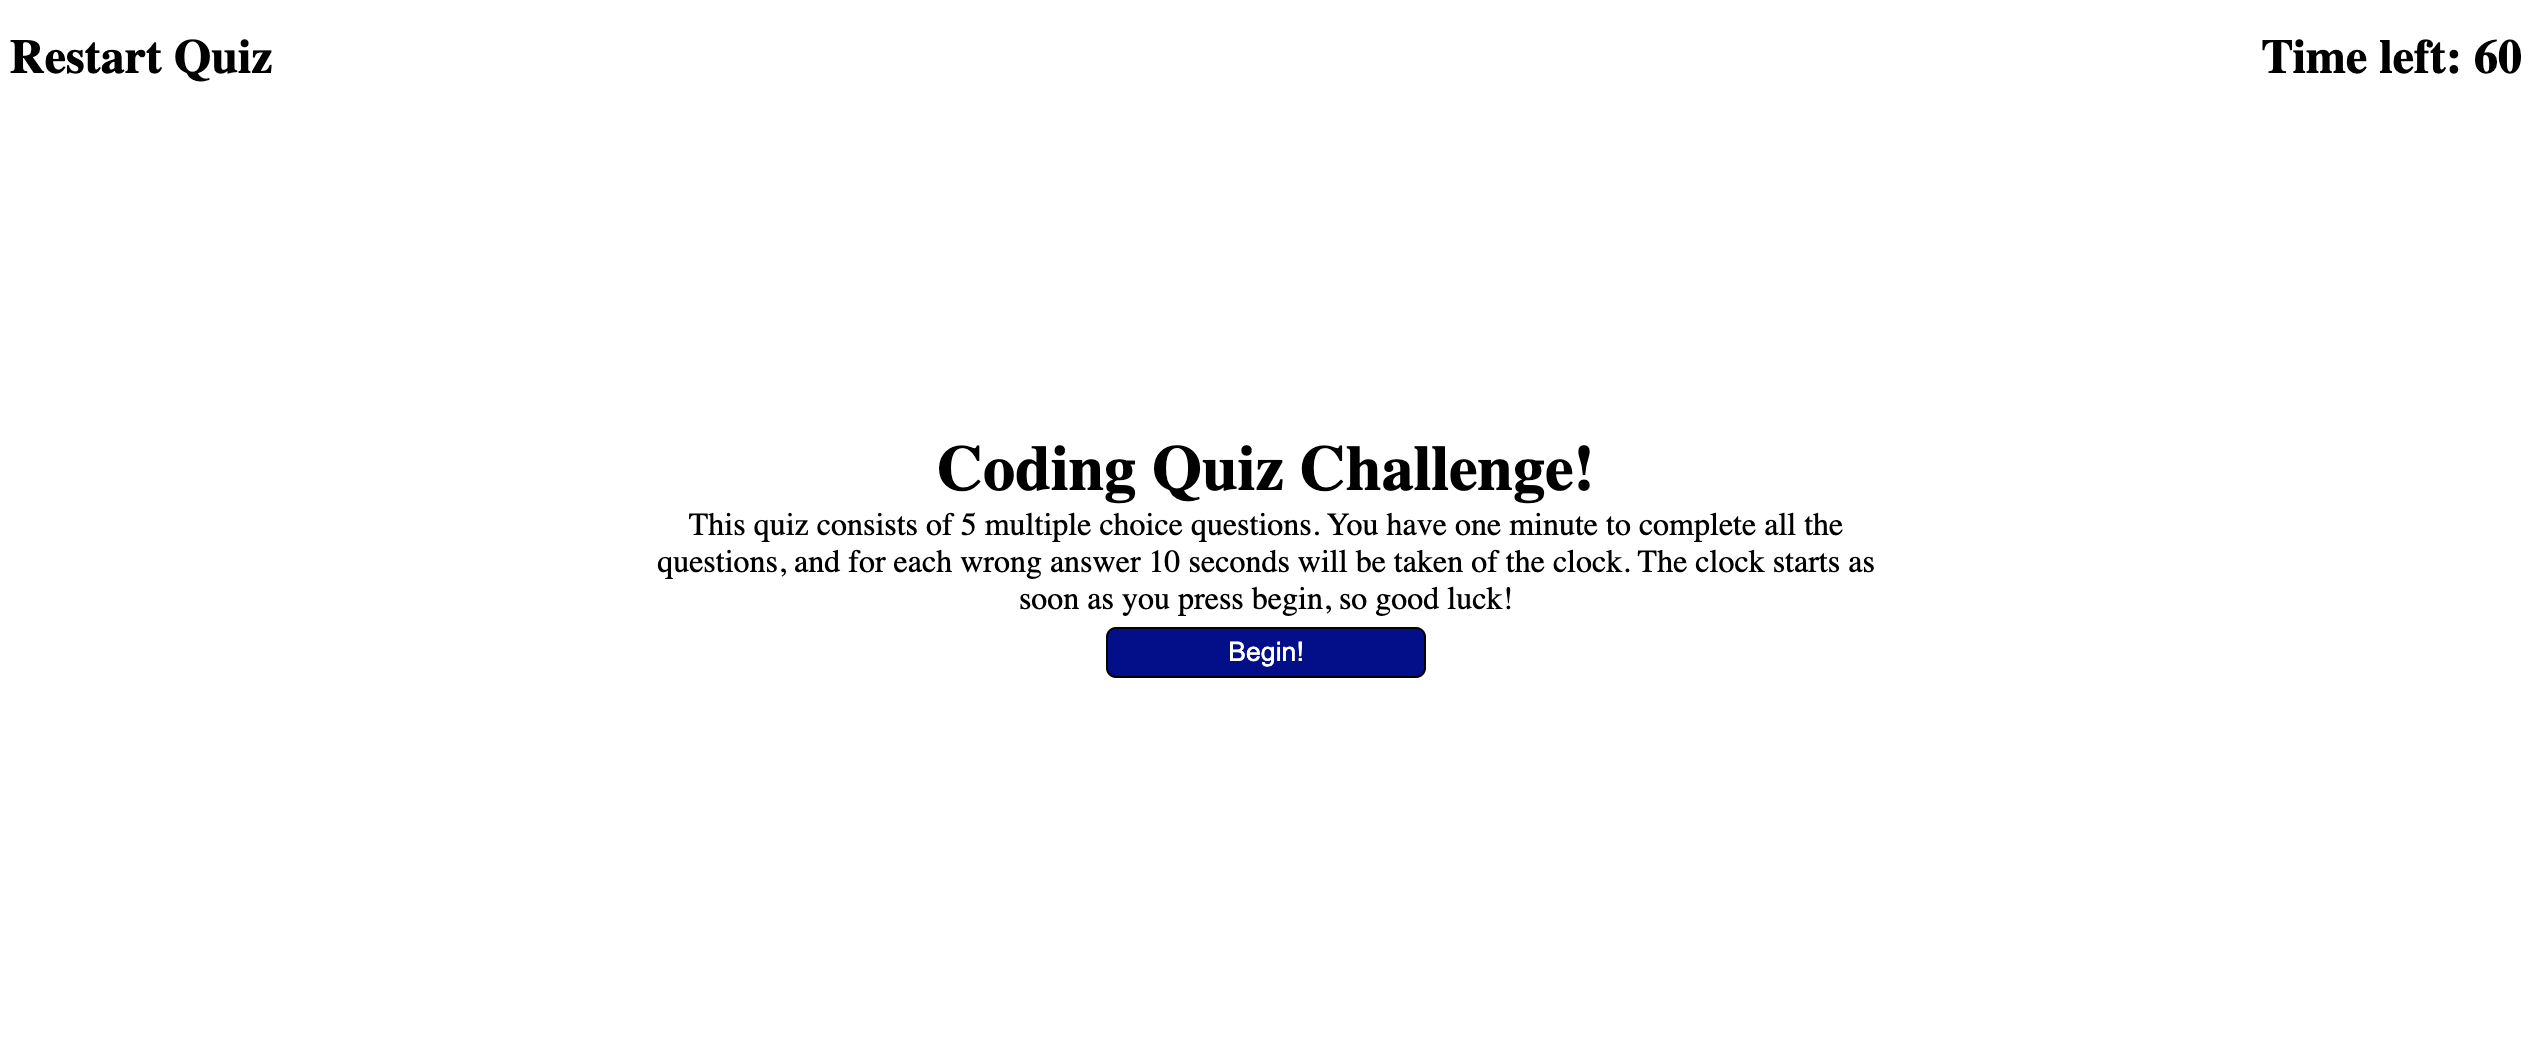 Restart Quiz
Time left: 60
Coding Quiz Challenge!
This quiz consists of 5 multiple choice questions. You have one minute to complete all the
questions, and for each wrong answer 10 seconds will be taken of the clock. The clock starts as
soon as you press begin, so good luck!
Begin!